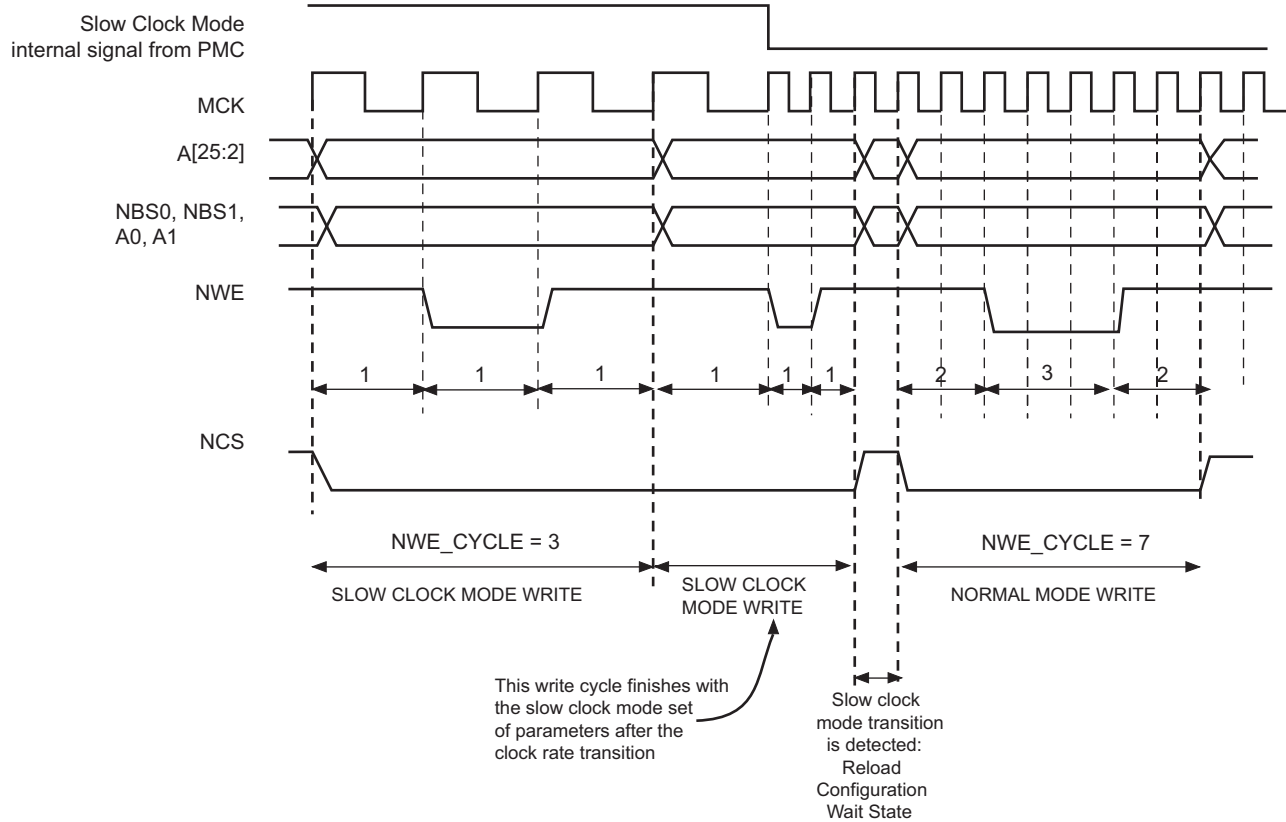 Slow Clock Mode
internal signal from PMC
MCK
A[25:2]
NBS0, NBS1,
A0, A1
NWE
1 1 1 1 1 1 2 3 2
NCS
NWE_CYCLE = 3
NWE_CYCLE = 7
SLOW CLOCK MODE WRITE
SLOW CLOCK
MODE WRITE
NORMAL MODE WRITE
This write cycle finishes with
the slow clock mode set
of parameters after the
clock rate transition
Slow clock
mode transition
is detected:
Reload
Configuration
Wait State